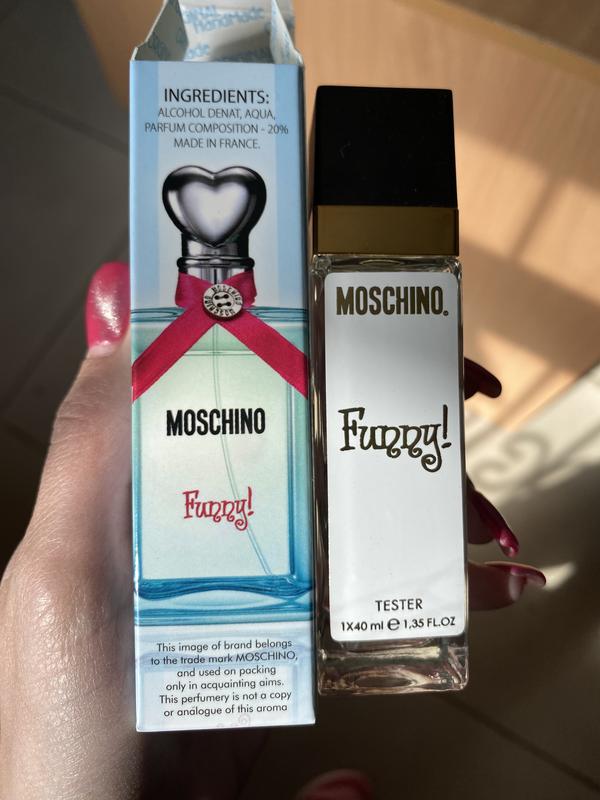 INGREDIENTS:
ALCOHOL DENAT, AQUA,
PARFUM COMPOSITION - 20%
MADE IN FRANCE.
MOSCHINO
Funny!
This image of brand belongs
to the trade mark MOSCHINO,
and used on packing
only in acquainting aims.
This perfumery is not a copy
or analogue of this aroma
MOSCHINO.
Funny!
TESTER
1X40 ml ℮ 1,35 FL.OZ